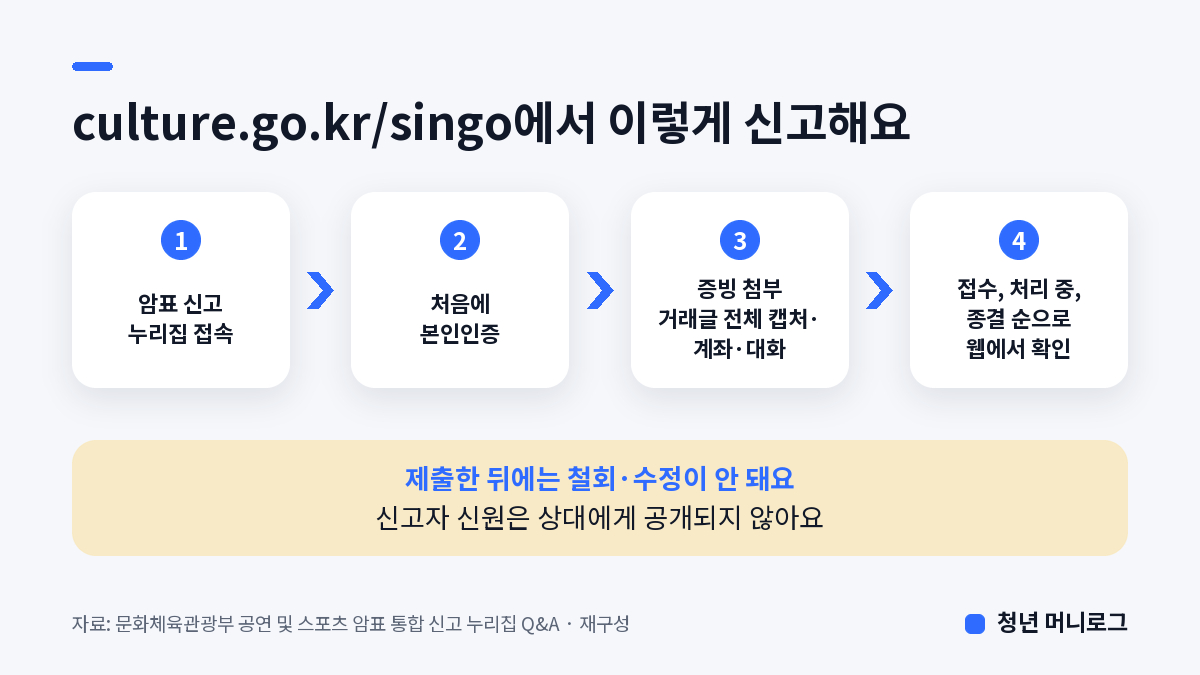 culture.go.kr/singo에서 이렇게 신고해요
1
암표 신고
누리집 접속
2
처음에
본인인증
3
증빙 첨부
거래글 전체 캡처·
계좌·대화
4
접수, 처리 중,
종결 순으로
웹에서 확인
제출한 뒤에는 철회·수정이 안 돼요
신고자 신원은 상대에게 공개되지 않아요
자료: 문화체육관광부 공연 및 스포츠 암표 통합 신고 누리집 Q&A · 재구성
청년 머니로그